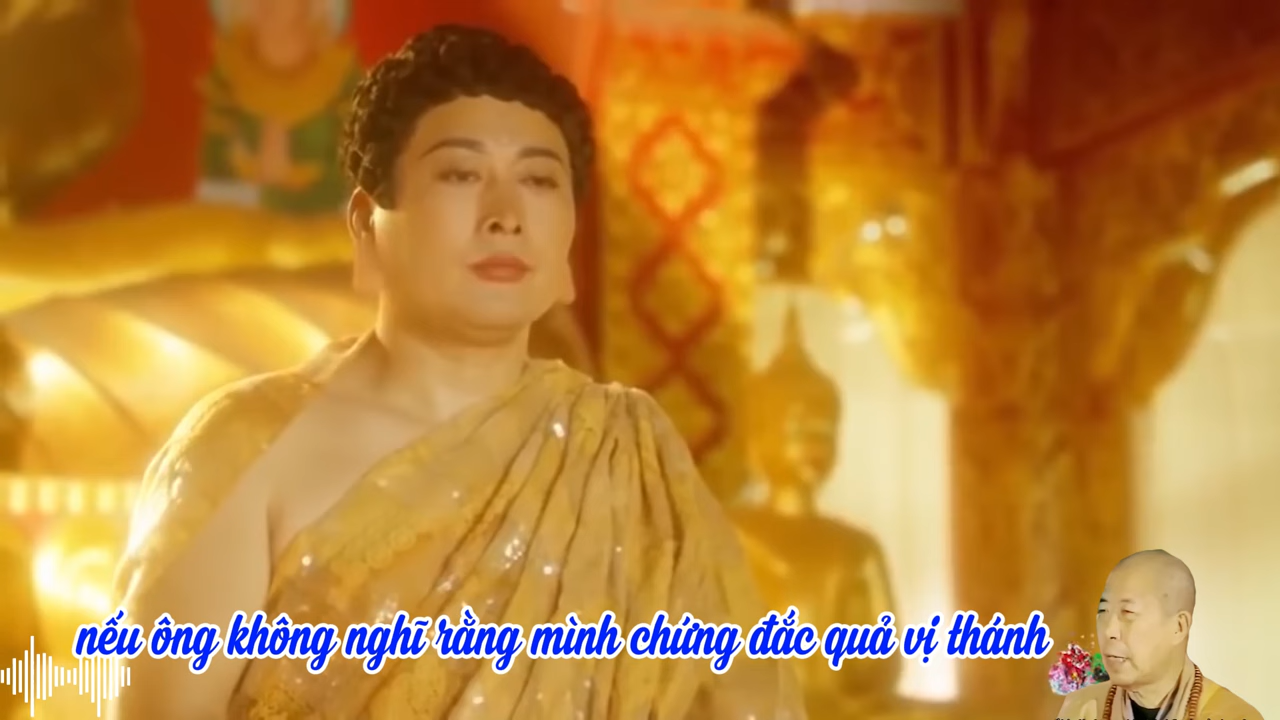 nếu ông không nghĩ rằng mình chứng đắc quả vị thánh